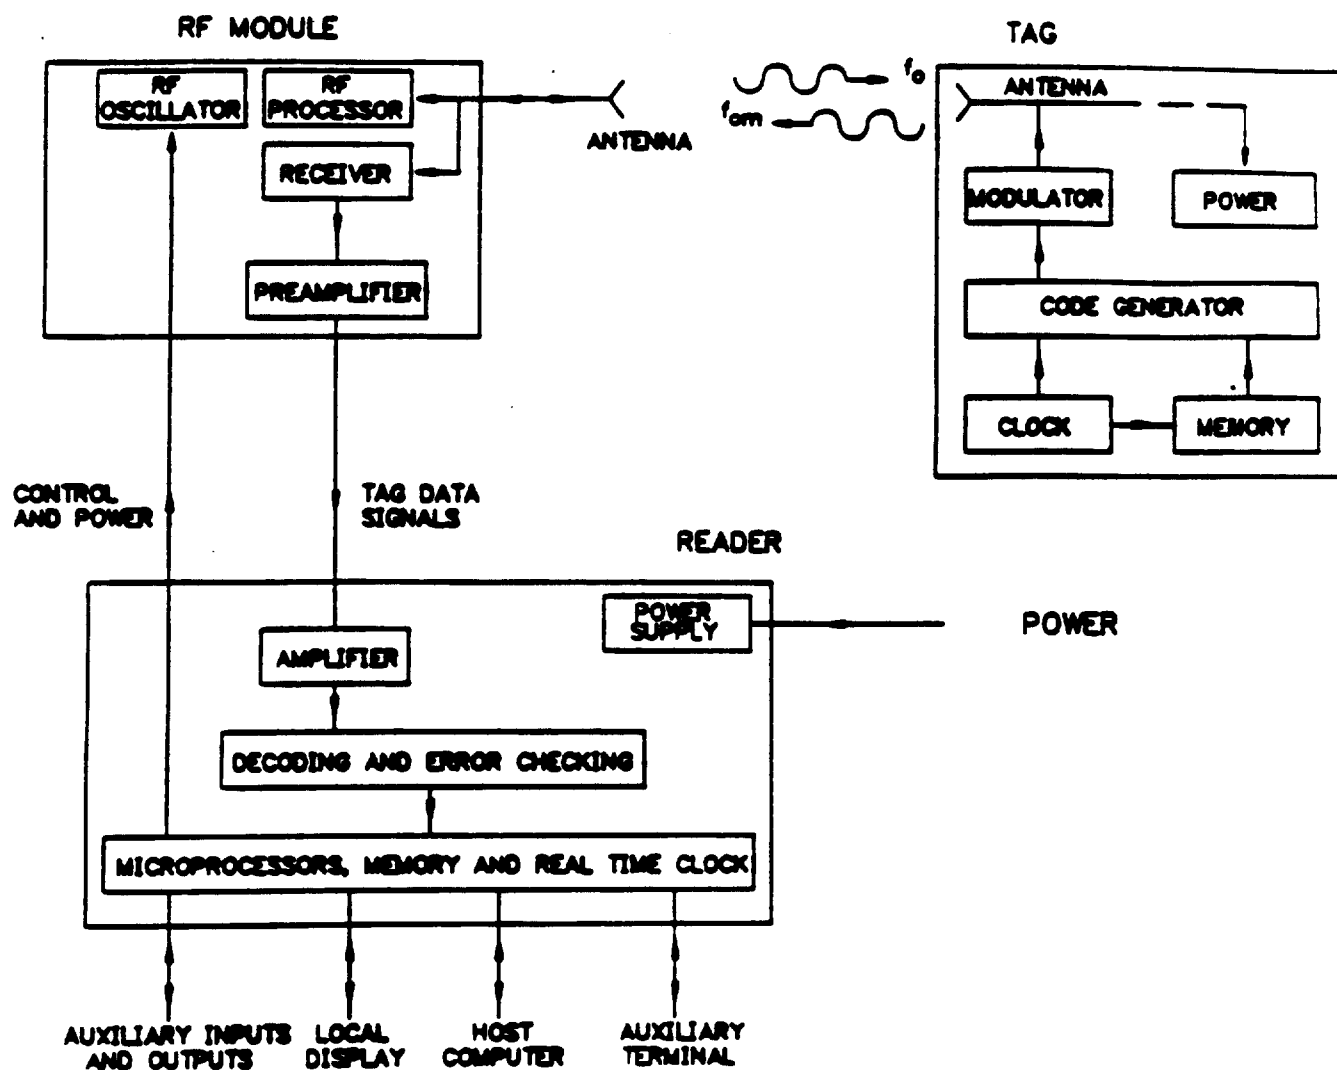 RF MODULE
RF
OSCILLATOR
RF
PROCESSOR
RECEIVER
PREAMPLIFIER
ANTENNA
fo
fom
TAG
ANTENNA
MODULATOR
POWER
CODE GENERATOR
CLOCK
MEMORY
CONTROL
AND POWER
TAG DATA
SIGNALS
READER
POWER
SUPPLY
POWER
AMPLIFIER
DECODING AND ERROR CHECKING
MICROPROCESSORS, MEMORY AND REAL TIME CLOCK
AUXILIARY INPUTS
AND OUTPUTS
LOCAL
DISPLAY
HOST
COMPUTER
AUXILIARY
TERMINAL